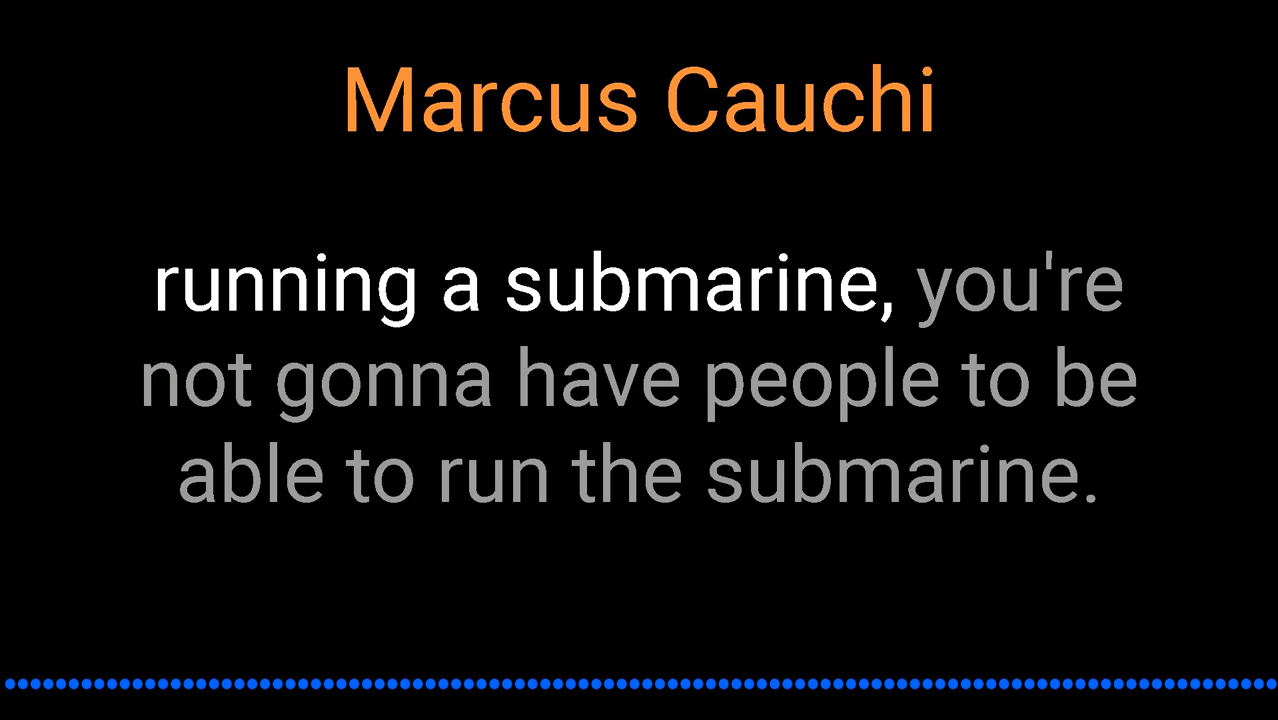 Marcus Cauchi
running a submarine, you're
not gonna have people to be
able to run the submarine.